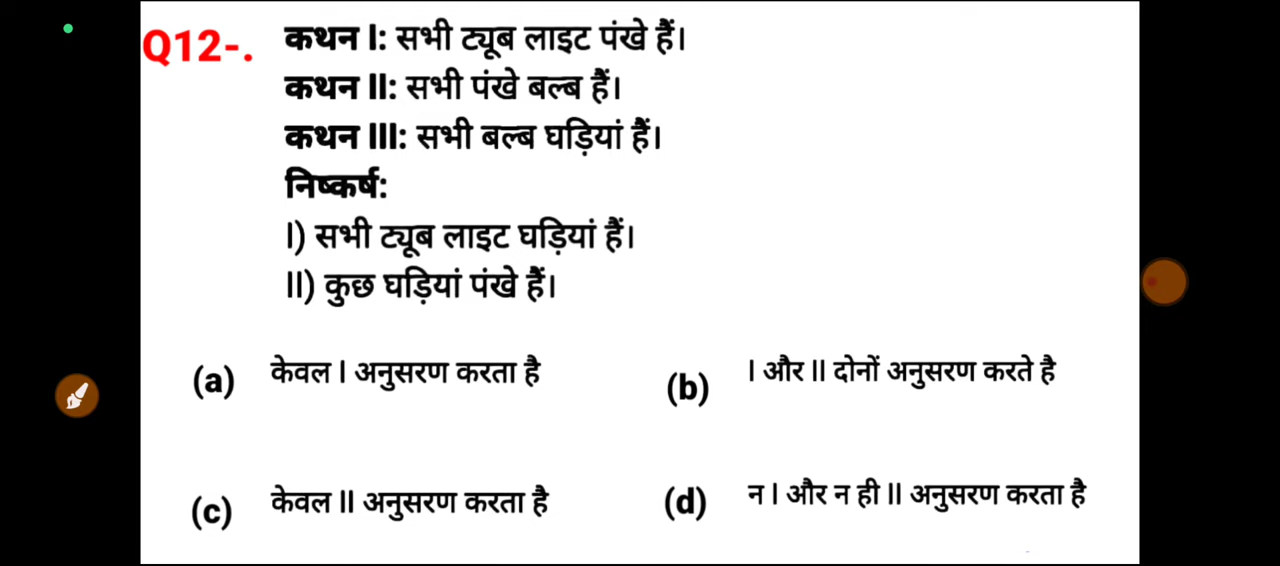 Q12-. कथन I: सभी ट्यूब लाइट पंखे हैं।
कथन II: सभी पंखे बल्ब हैं।
कथन III: सभी बल्ब घड़ियां हैं।
निष्कर्ष:
I) सभी ट्यूब लाइट घड़ियां हैं।
II) कुछ घड़ियां पंखे हैं।
(a) केवल I अनुसरण करता है
(b) I और II दोनों अनुसरण करते है
(c) केवल II अनुसरण करता है
(d) न I और न ही II अनुसरण करता है